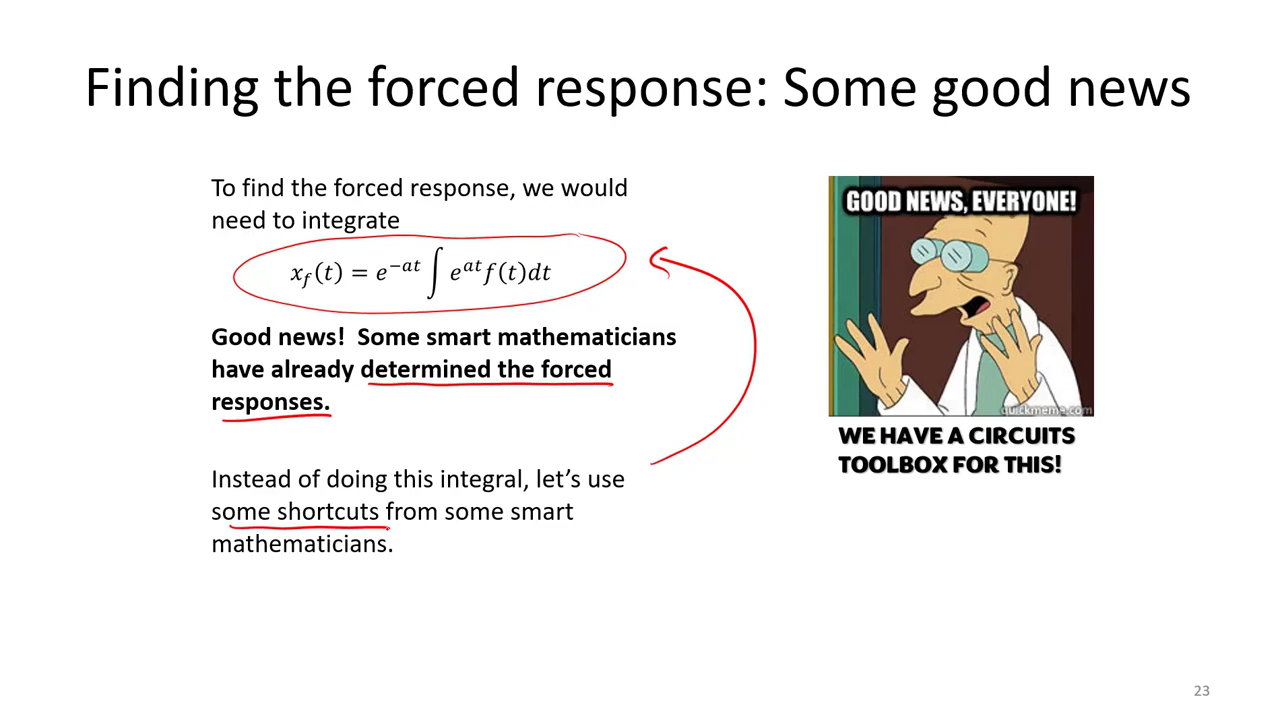 Finding the forced response: Some good news
To find the forced response, we would
need to integrate
x_f(t) = e^{−at} ∫ e^{at} f(t)dt
Good news!  Some smart mathematicians
have already determined the forced
responses.
Instead of doing this integral, let’s use
some shortcuts from some smart
mathematicians.
GOOD NEWS, EVERYONE!
quickmeme.com
WE HAVE A CIRCUITS
TOOLBOX FOR THIS!
23